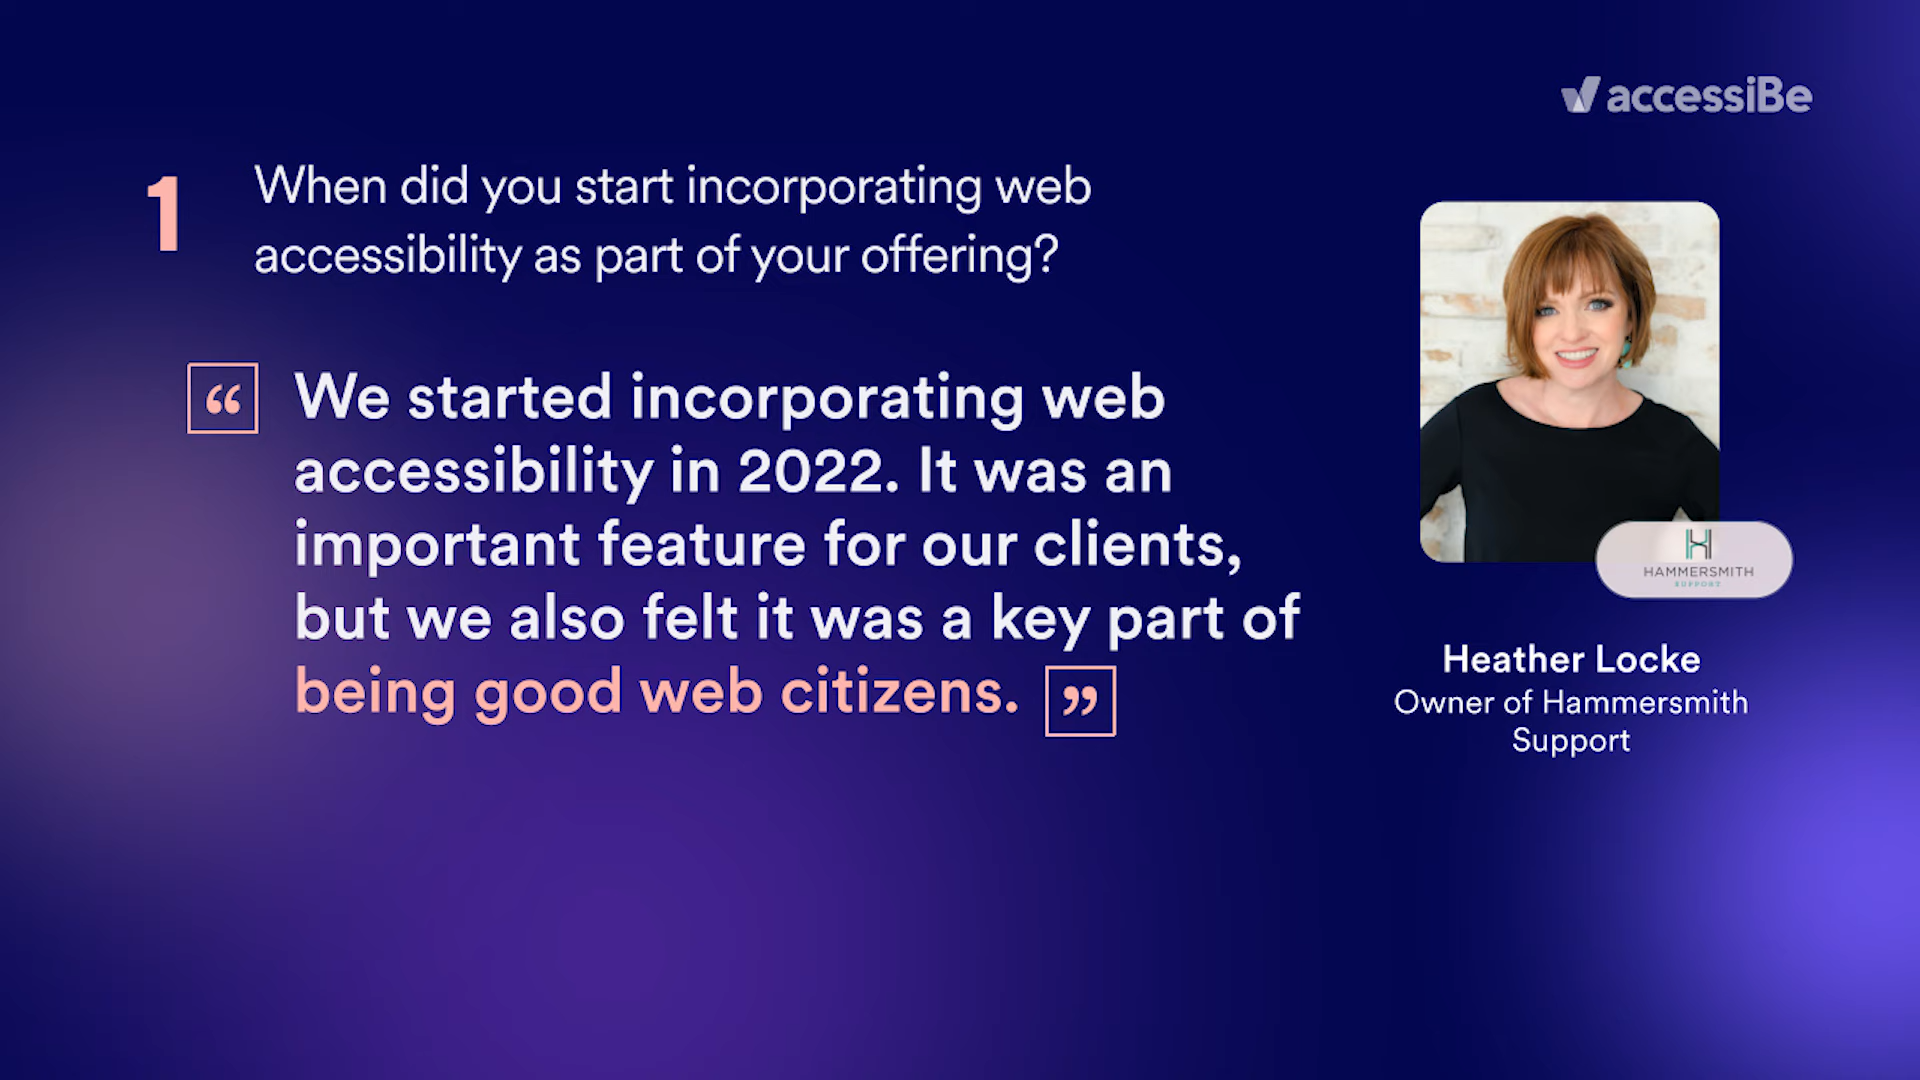 accessiBe
1
When did you start incorporating web
accessibility as part of your offering?
“ We started incorporating web
accessibility in 2022. It was an
important feature for our clients,
but we also felt it was a key part of
being good web citizens. ”
HAMMERSMITH
SUPPORT
Heather Locke
Owner of Hammersmith
Support